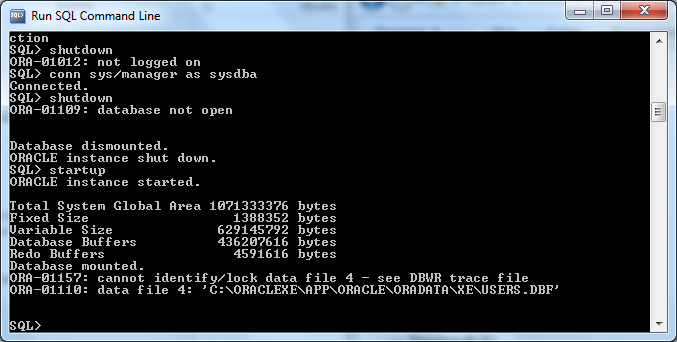 Run SQL Command Line
ction
SQL> shutdown
ORA-01012: not logged on
SQL> conn sys/manager as sysdba
Connected.
SQL> shutdown
ORA-01109: database not open
Database dismounted.
ORACLE instance shut down.
SQL> startup
ORACLE instance started.
Total System Global Area 1071333376 bytes
Fixed Size 1388352 bytes
Variable Size 629145792 bytes
Database Buffers 436207616 bytes
Redo Buffers 4591616 bytes
Database mounted.
ORA-01157: cannot identify/lock data file 4 - see DBWR trace file
ORA-01110: data file 4: 'C:\ORACLEXE\APP\ORACLE\ORADATA\XE\USERS.DBF'
SQL>